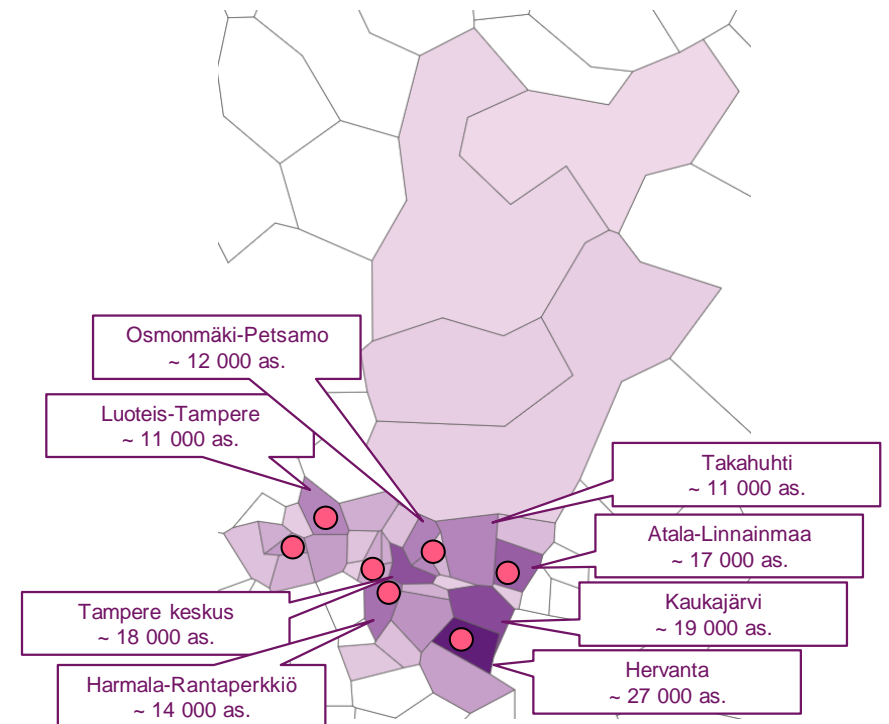 Osmonmäki-Petsamo
~ 12 000 as.
Luoteis-Tampere
~ 11 000 as.
Takahuhti
~ 11 000 as.
Atala-Linnainmaa
~ 17 000 as.
Tampere keskus
~ 18 000 as.
Kaukajärvi
~ 19 000 as.
Harmala-Rantaperkkiö
~ 14 000 as.
Hervanta
~ 27 000 as.